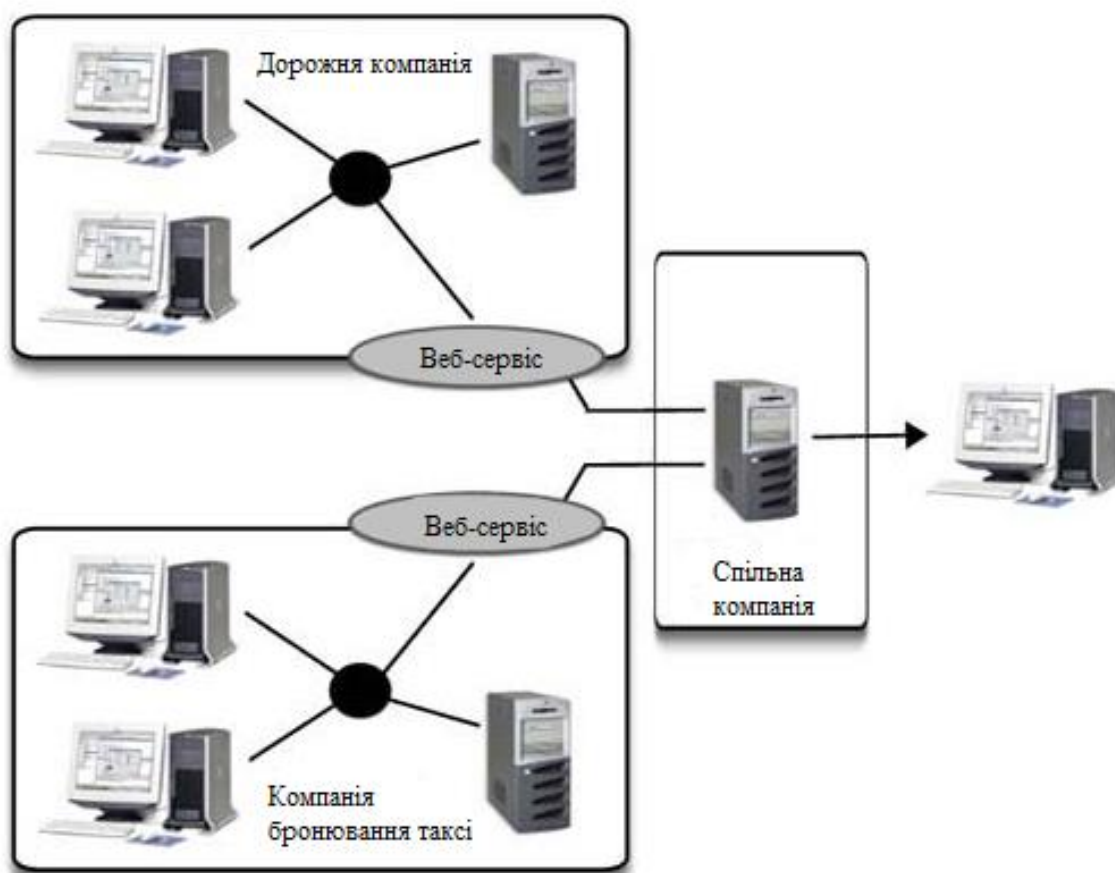 Дорожня компанія
Веб-сервіс
Веб-сервіс
Спільна
компанія
Компанія
бронювання таксі